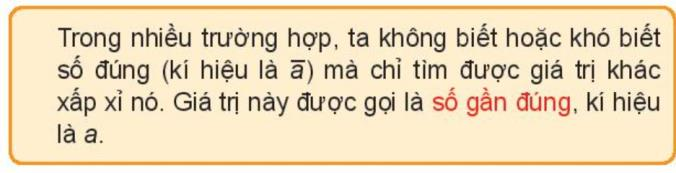 Trong nhiều trường hợp, ta không biết hoặc khó biết
số đúng (kí hiệu là a̅) mà chỉ tìm được giá trị khác
xấp xỉ nó. Giá trị này được gọi là số gần đúng, kí hiệu
là a.